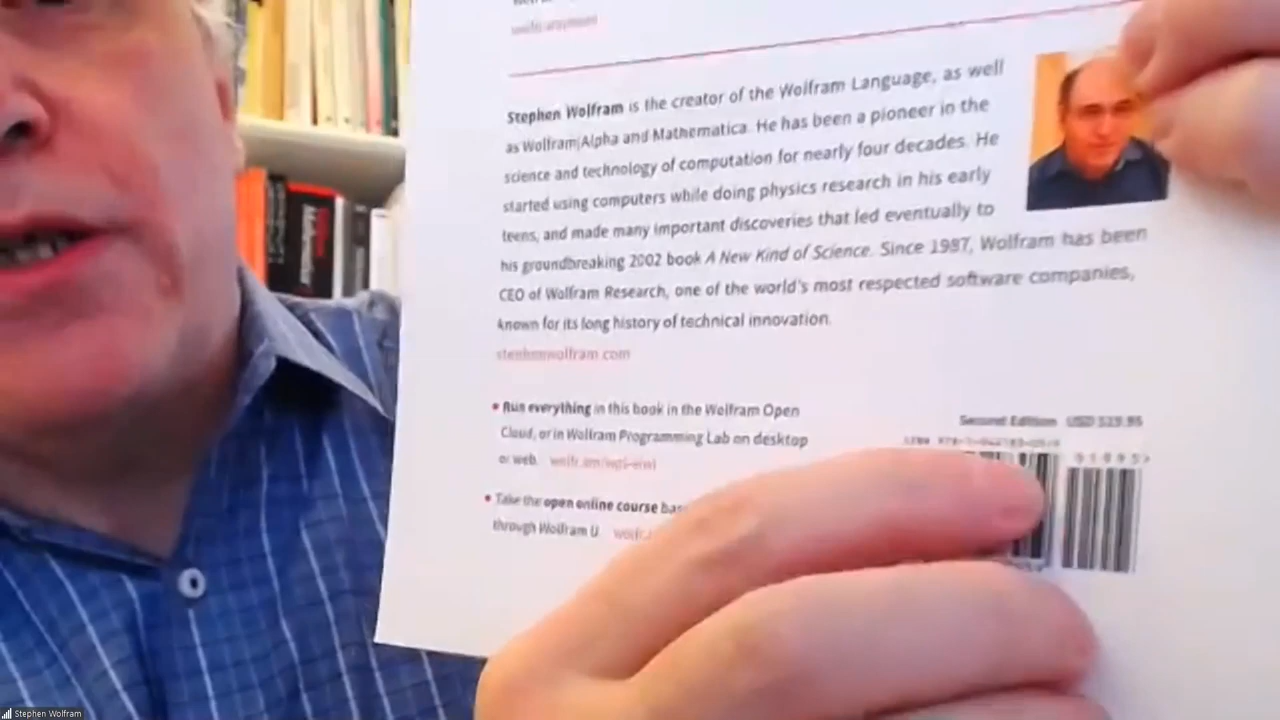 Stephen Wolfram is the creator of the Wolfram Language, as well
as Wolfram|Alpha and Mathematica. He has been a pioneer in the
science and technology of computation for nearly four decades. He
started using computers while doing physics research in his early
teens, and made many important discoveries that led eventually to
his groundbreaking 2002 book A New Kind of Science. Since 1987, Wolfram has been
CEO of Wolfram Research, one of the world's most respected software companies,
known for its long history of technical innovation.
stephenwolfram.com
• Run everything in this book in the Wolfram Open
Cloud, or in Wolfram Programming Lab on desktop
or web.
• Take the open online course
through Wolfram U
Second Edition USD
Stephen Wolfram